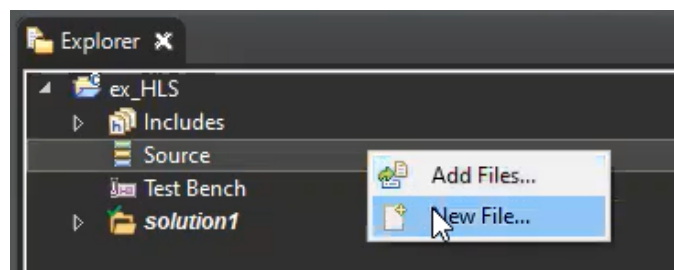 Explorer
ex_HLS
Includes
Source
Add Files...
Test Bench
New File...
solution1